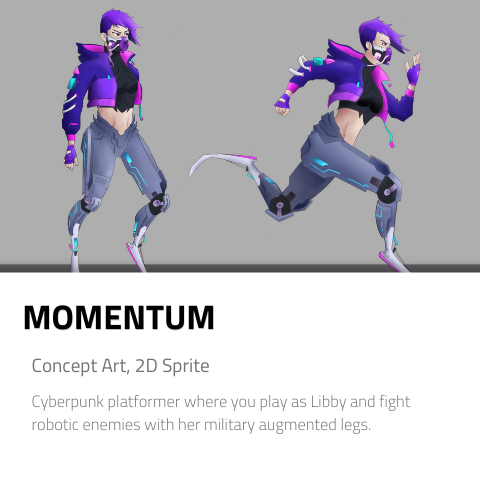 MOMENTUM
Concept Art, 2D Sprite
Cyberpunk platformer where you play as Libby and fight
robotic enemies with her military augmented legs.